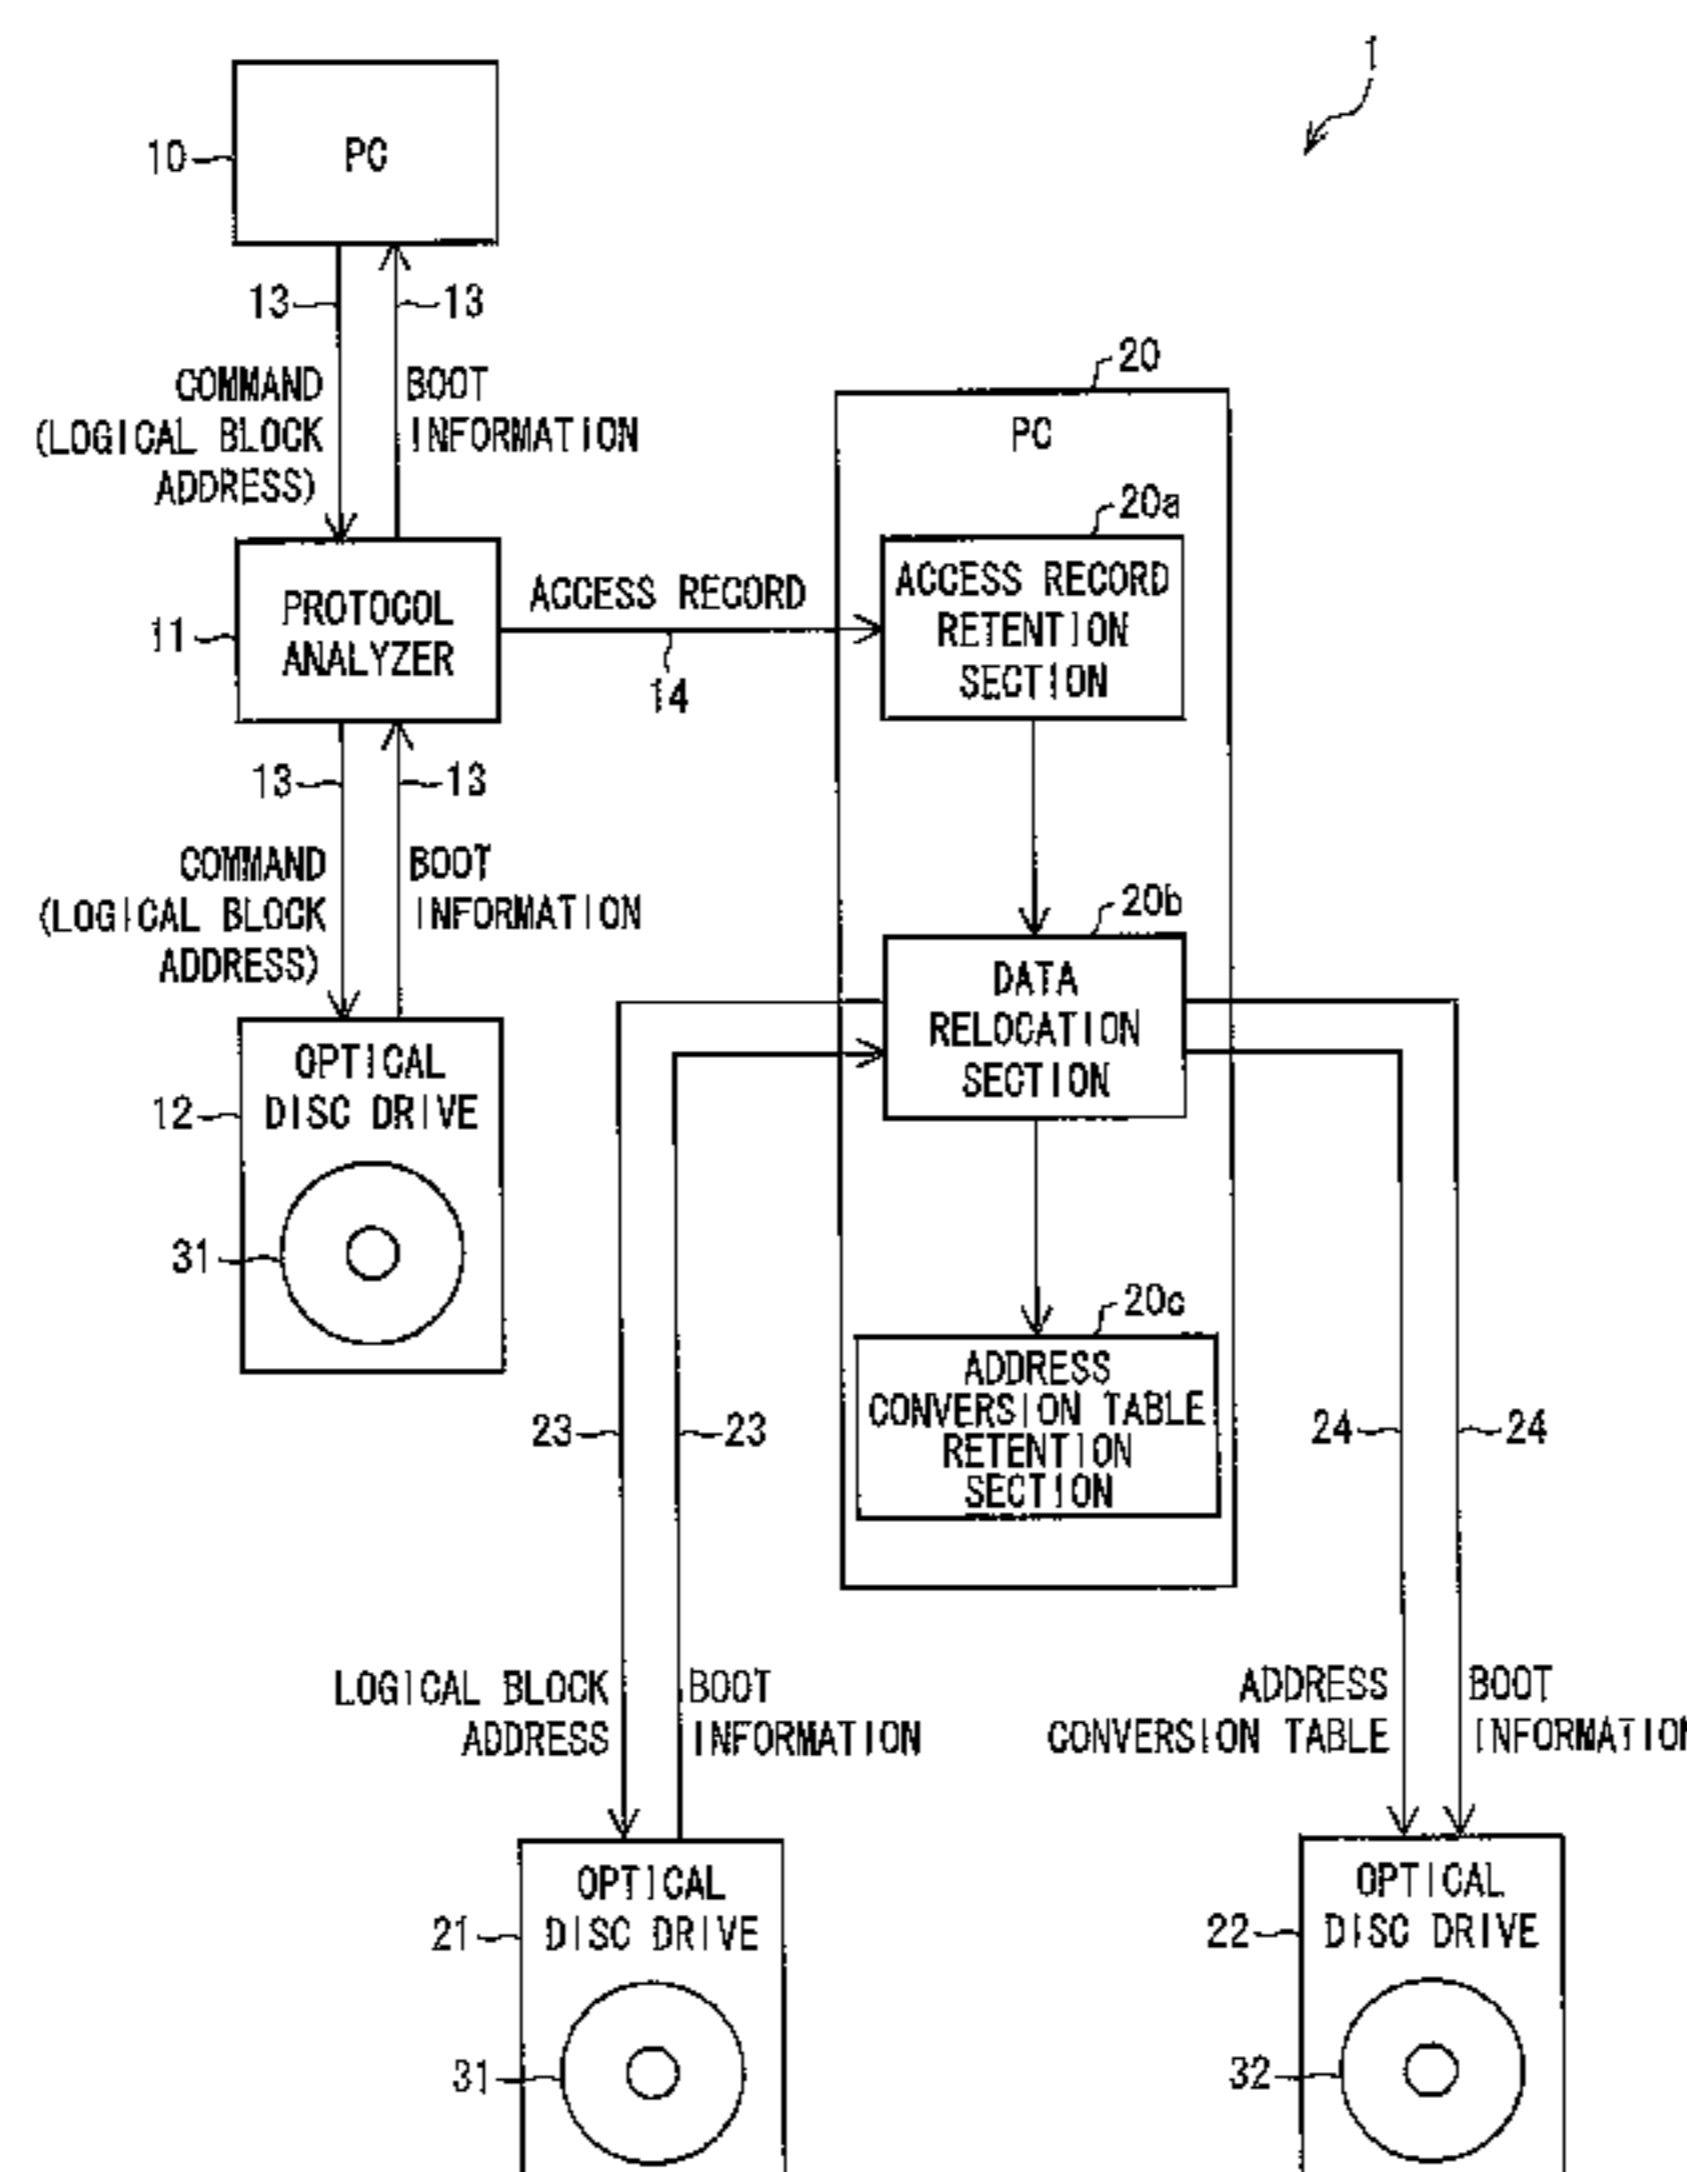 1
PC
10
13
13
COMMAND
(LOGICAL BLOCK
ADDRESS)
BOOT
INFORMATION
PROTOCOL
ANALYZER
11
ACCESS RECORD
14
20
PC
20a
ACCESS RECORD
RETENTION
SECTION
13
13
COMMAND
(LOGICAL BLOCK
ADDRESS)
BOOT
INFORMATION
20b
DATA
RELOCATION
SECTION
OPTICAL
DISC DRIVE
12
31
20c
ADDRESS
CONVERSION TABLE
RETENTION
SECTION
23
23
24
24
LOGICAL BLOCK
ADDRESS
BOOT
INFORMATION
ADDRESS
CONVERSION TABLE
BOOT
INFORMATION
OPTICAL
DISC DRIVE
21
31
OPTICAL
DISC DRIVE
22
32